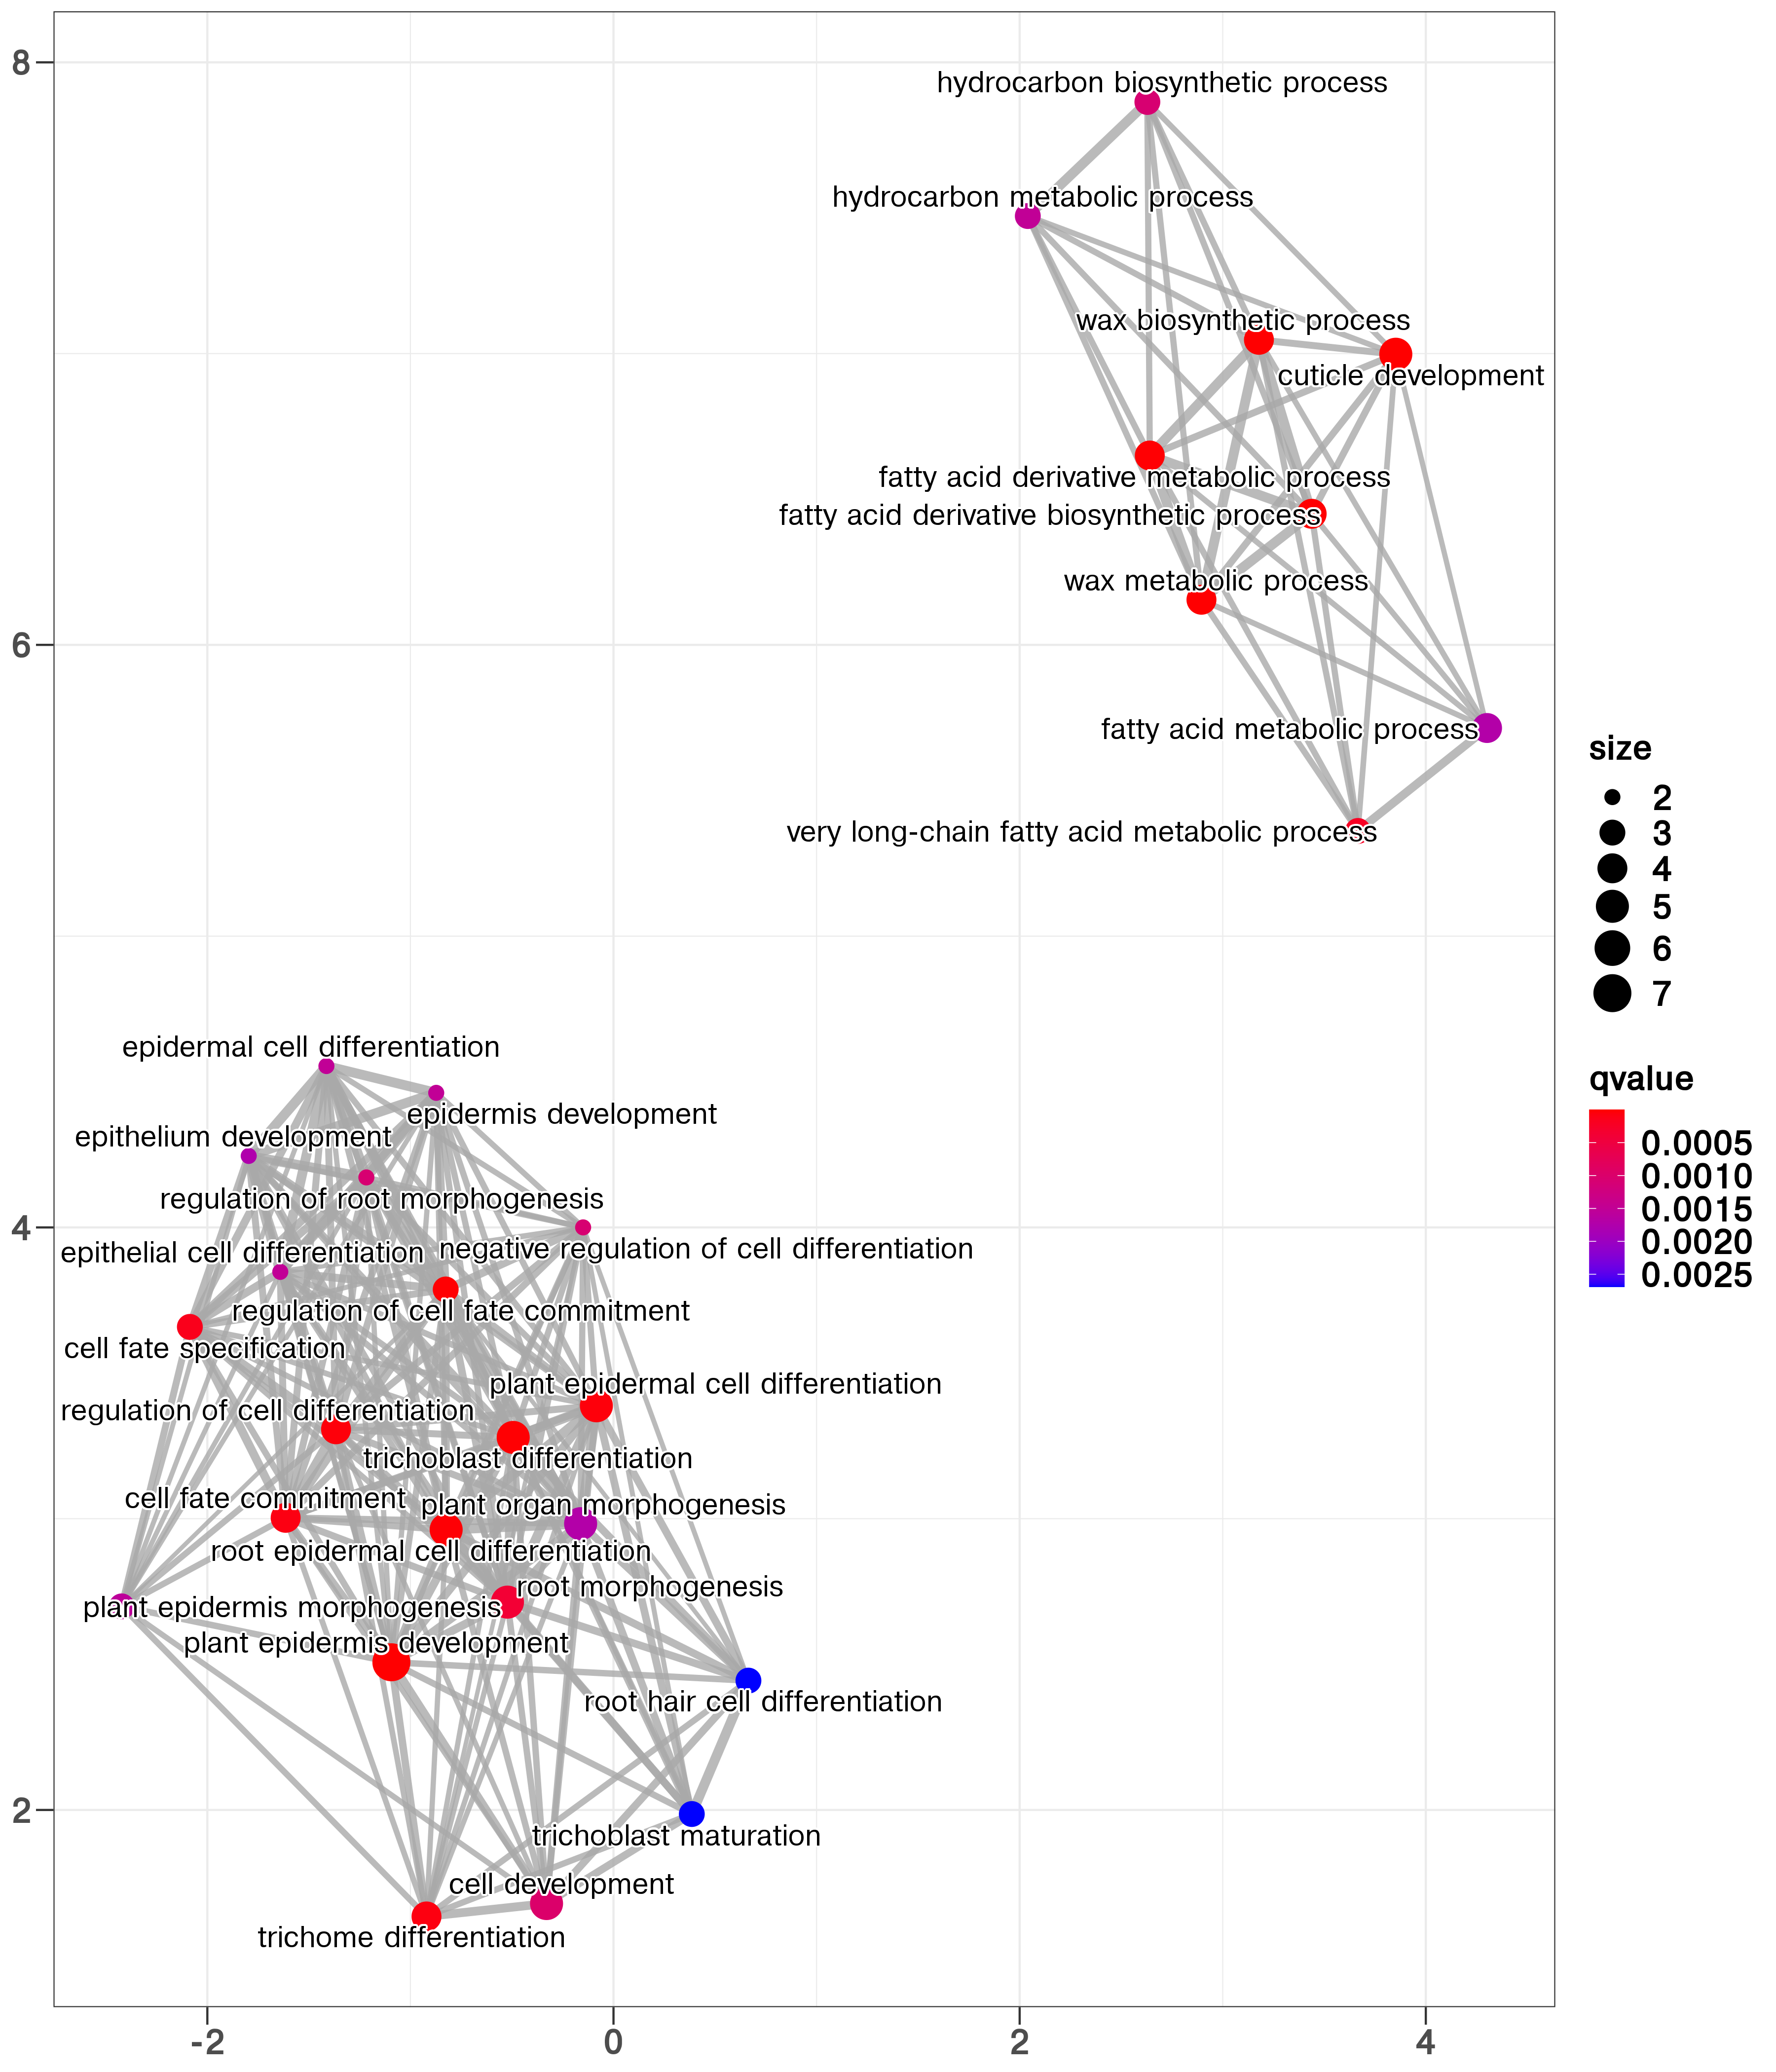 8
hydrocarbon biosynthetic process
hydrocarbon metabolic process
wax biosynthetic process
cuticle development
fatty acid derivative metabolic process
fatty acid derivative biosynthetic process
wax metabolic process
6
fatty acid metabolic process
very long-chain fatty acid metabolic process
epidermal cell differentiation
epidermis development
epithelium development
regulation of root morphogenesis
4
negative regulation of cell differentiation
epithelial cell differentiation
regulation of cell fate commitment
cell fate specification
plant epidermal cell differentiation
regulation of cell differentiation
trichoblast differentiation
cell fate commitment
plant organ morphogenesis
root epidermal cell differentiation
root morphogenesis
plant epidermis morphogenesis
plant epidermis development
root hair cell differentiation
2
trichoblast maturation
cell development
trichome differentiation
-2
0
2
4
size
2
3
4
5
6
7
qvalue
0.0005
0.0010
0.0015
0.0020
0.0025